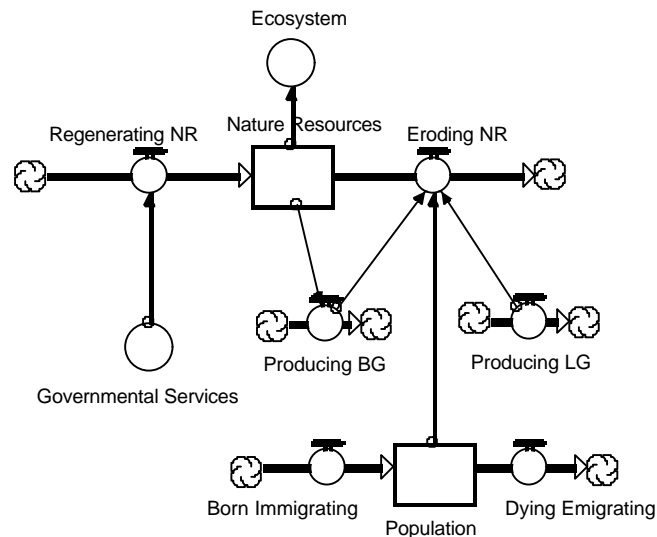 Ecosystem
Regenerating NR
Nature Resources
Eroding NR
Producing BG
Producing LG
Governmental Services
Born Immigrating
Dying Emigrating
Population